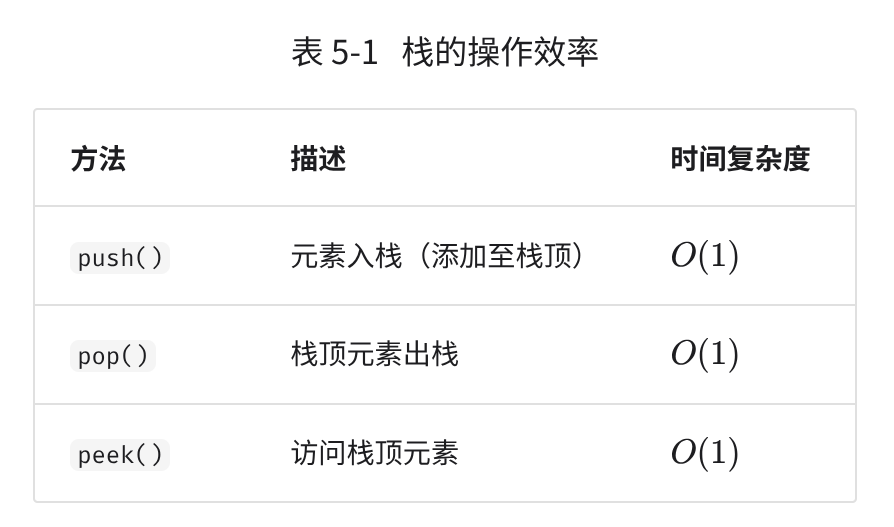 表 5-1 栈的操作效率
方法 描述 时间复杂度
push() 元素入栈（添加至栈顶） O(1)
pop() 栈顶元素出栈 O(1)
peek() 访问栈顶元素 O(1)